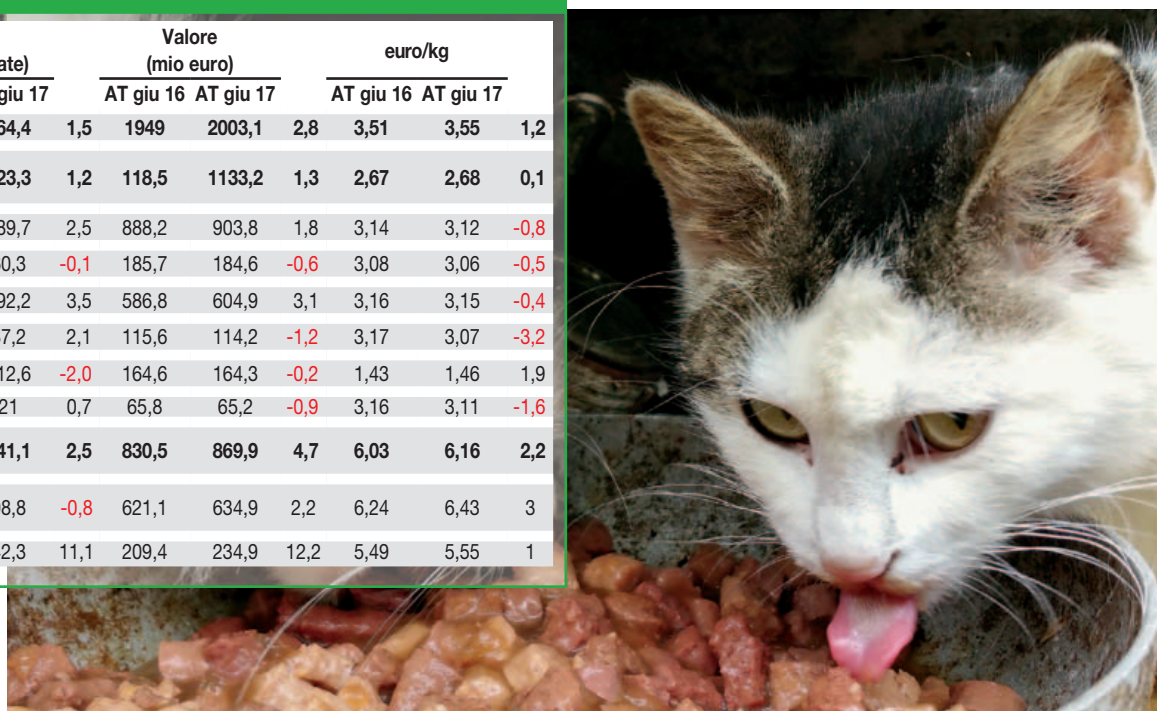 Valore
ate) (mio euro) euro/kg
giu 17 AT giu 16 AT giu 17 AT giu 16 AT giu 17
64,4 1,5 1949 2003,1 2,8 3,51 3,55 1,2
23,3 1,2 118,5 1133,2 1,3 2,67 2,68 0,1
89,7 2,5 888,2 903,8 1,8 3,14 3,12 -0,8
0,3 -0,1 185,7 184,6 -0,6 3,08 3,06 -0,5
92,2 3,5 586,8 604,9 3,1 3,16 3,15 -0,4
7,2 2,1 115,6 114,2 -1,2 3,17 3,07 -3,2
12,6 -2,0 164,6 164,3 -0,2 1,43 1,46 1,9
21 0,7 65,8 65,2 -0,9 3,16 3,11 -1,6
41,1 2,5 830,5 869,9 4,7 6,03 6,16 2,2
8,8 -0,8 621,1 634,9 2,2 6,24 6,43 3
2,3 11,1 209,4 234,9 12,2 5,49 5,55 1